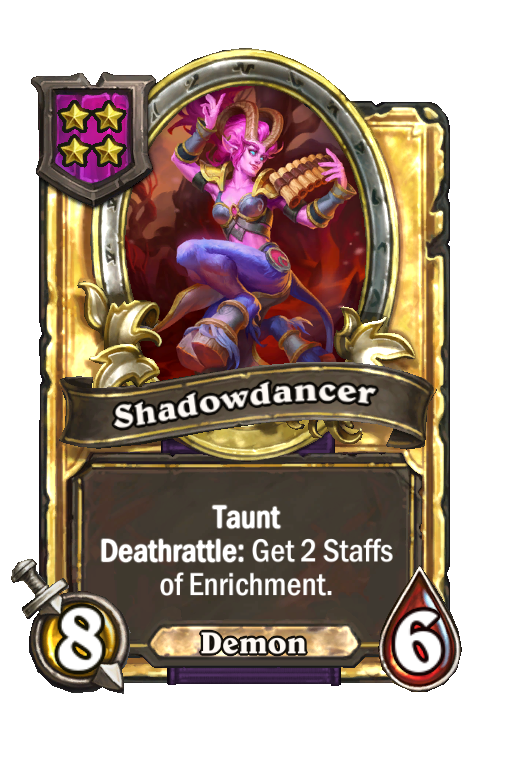 Shadowdancer
Taunt
Deathrattle: Get 2 Staffs
of Enrichment.
8
Demon
6